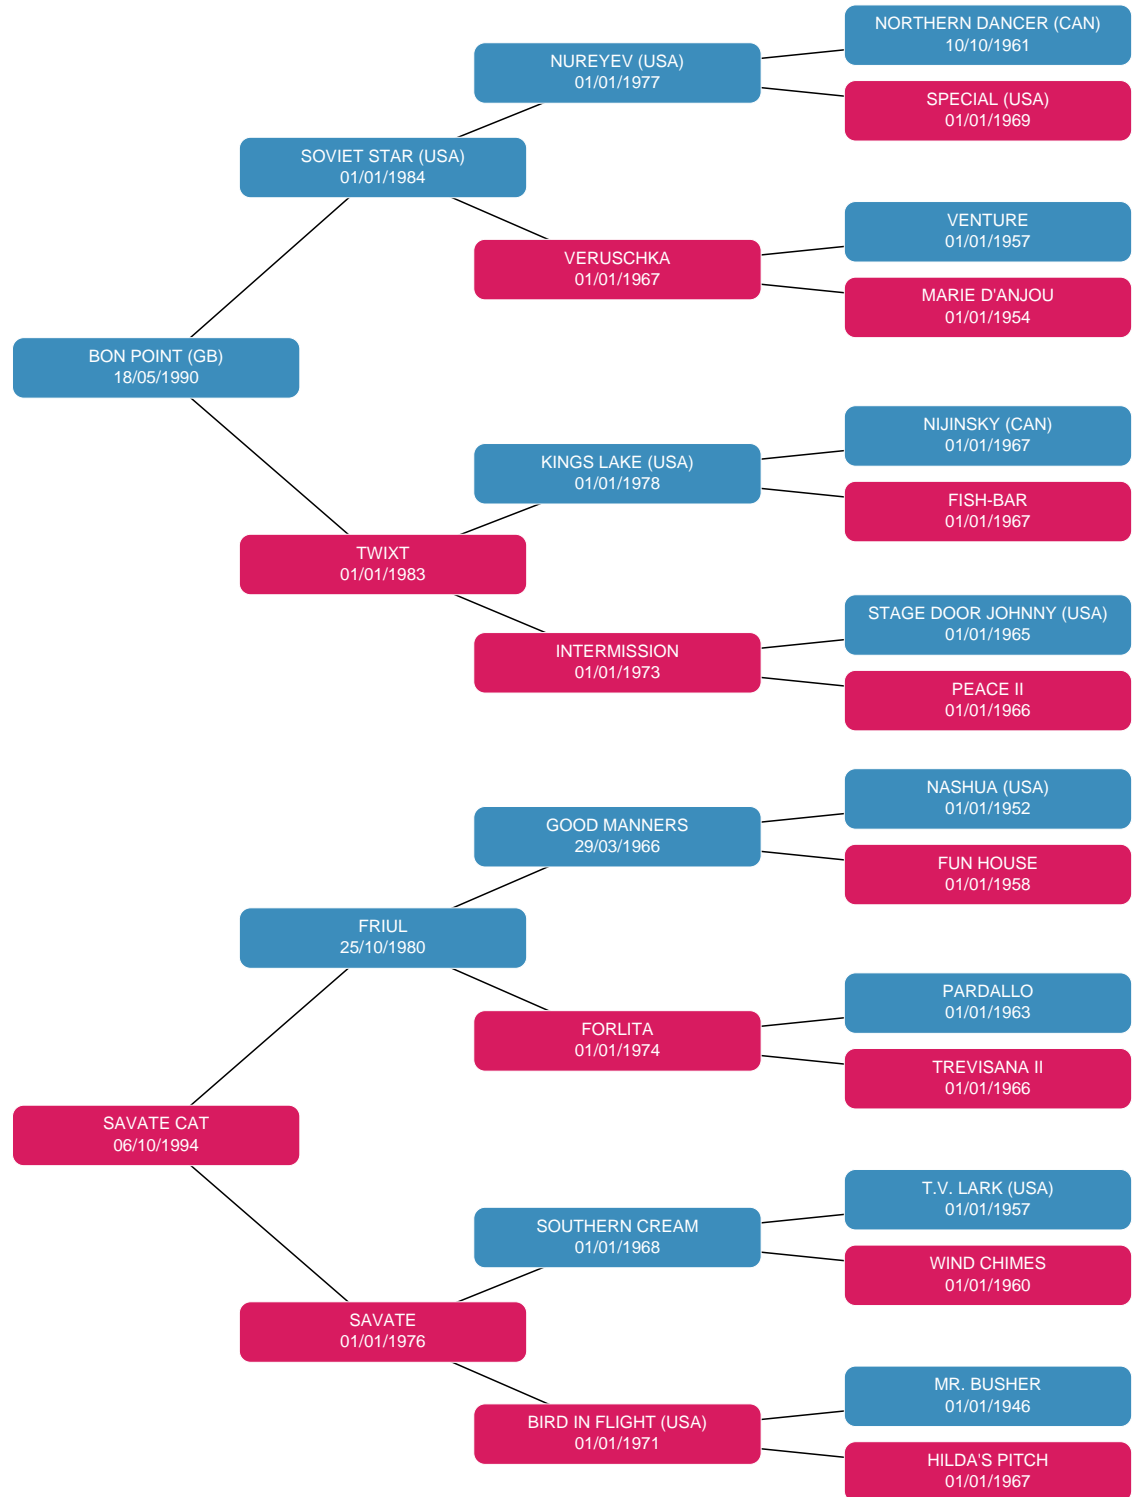 NORTHERN DANCER (CAN)
10/10/1961
NUREYEV (USA)
01/01/1977
SPECIAL (USA)
01/01/1969
SOVIET STAR (USA)
01/01/1984
VENTURE
01/01/1957
VERUSCHKA
01/01/1967
MARIE D'ANJOU
01/01/1954
BON POINT (GB)
18/05/1990
NIJINSKY (CAN)
01/01/1967
KINGS LAKE (USA)
01/01/1978
FISH-BAR
01/01/1967
TWIXT
01/01/1983
STAGE DOOR JOHNNY (USA)
01/01/1965
INTERMISSION
01/01/1973
PEACE II
01/01/1966
NASHUA (USA)
01/01/1952
GOOD MANNERS
29/03/1966
FUN HOUSE
01/01/1958
FRIUL
25/10/1980
PARDALLO
01/01/1963
FORLITA
01/01/1974
TREVISANA II
01/01/1966
SAVATE CAT
06/10/1994
T.V. LARK (USA)
01/01/1957
SOUTHERN CREAM
01/01/1968
WIND CHIMES
01/01/1960
SAVATE
01/01/1976
MR. BUSHER
01/01/1946
BIRD IN FLIGHT (USA)
01/01/1971
HILDA'S PITCH
01/01/1967